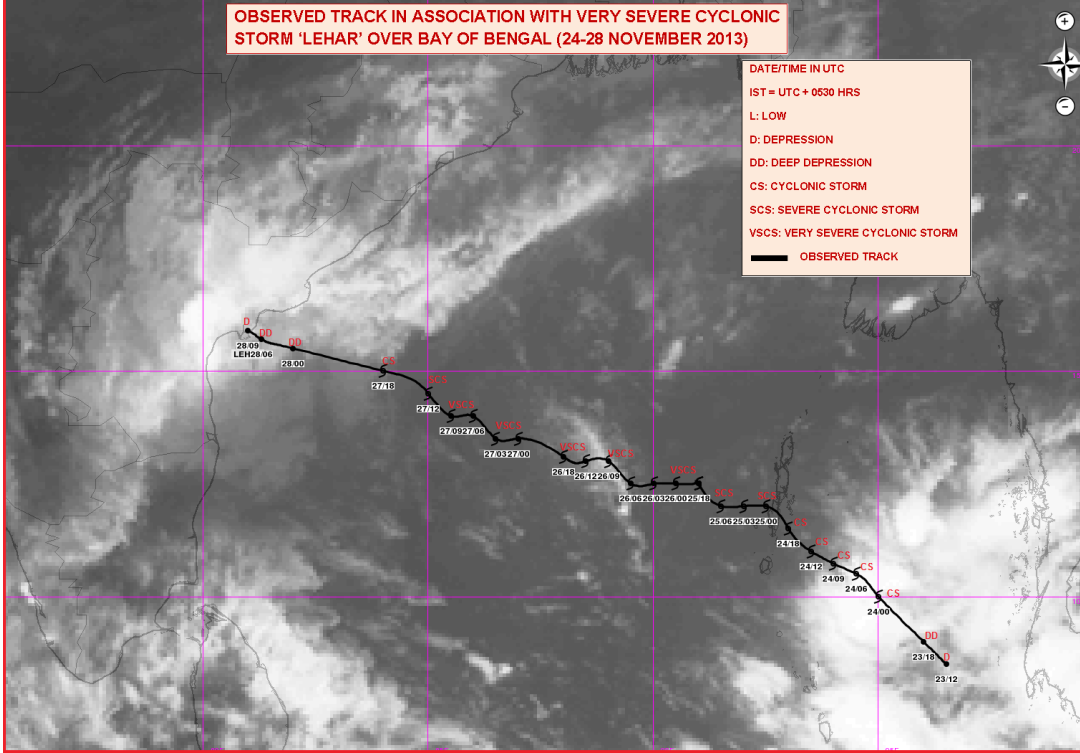 OBSERVED TRACK IN ASSOCIATION WITH VERY SEVERE CYCLONIC
STORM ‘LEHAR’ OVER BAY OF BENGAL (24-28 NOVEMBER 2013)
DATE/TIME IN UTC
IST = UTC + 0530 HRS
L: LOW
D: DEPRESSION
DD: DEEP DEPRESSION
CS: CYCLONIC STORM
SCS: SEVERE CYCLONIC STORM
VSCS: VERY SEVERE CYCLONIC STORM
OBSERVED TRACK
D
DD
28/09
LEH28/06
DD
28/00
CS
27/18
SCS
27/12
VSCS
27/0927/06
VSCS
27/0327/00
VSCS
26/18
26/12
26/09
VSCS
26/06
26/03
26/00
25/18
VSCS
SCS
25/06
25/03
25/00
SCS
CS
24/18
CS
24/12
CS
24/09
CS
24/06
CS
24/00
DD
23/18
D
23/12